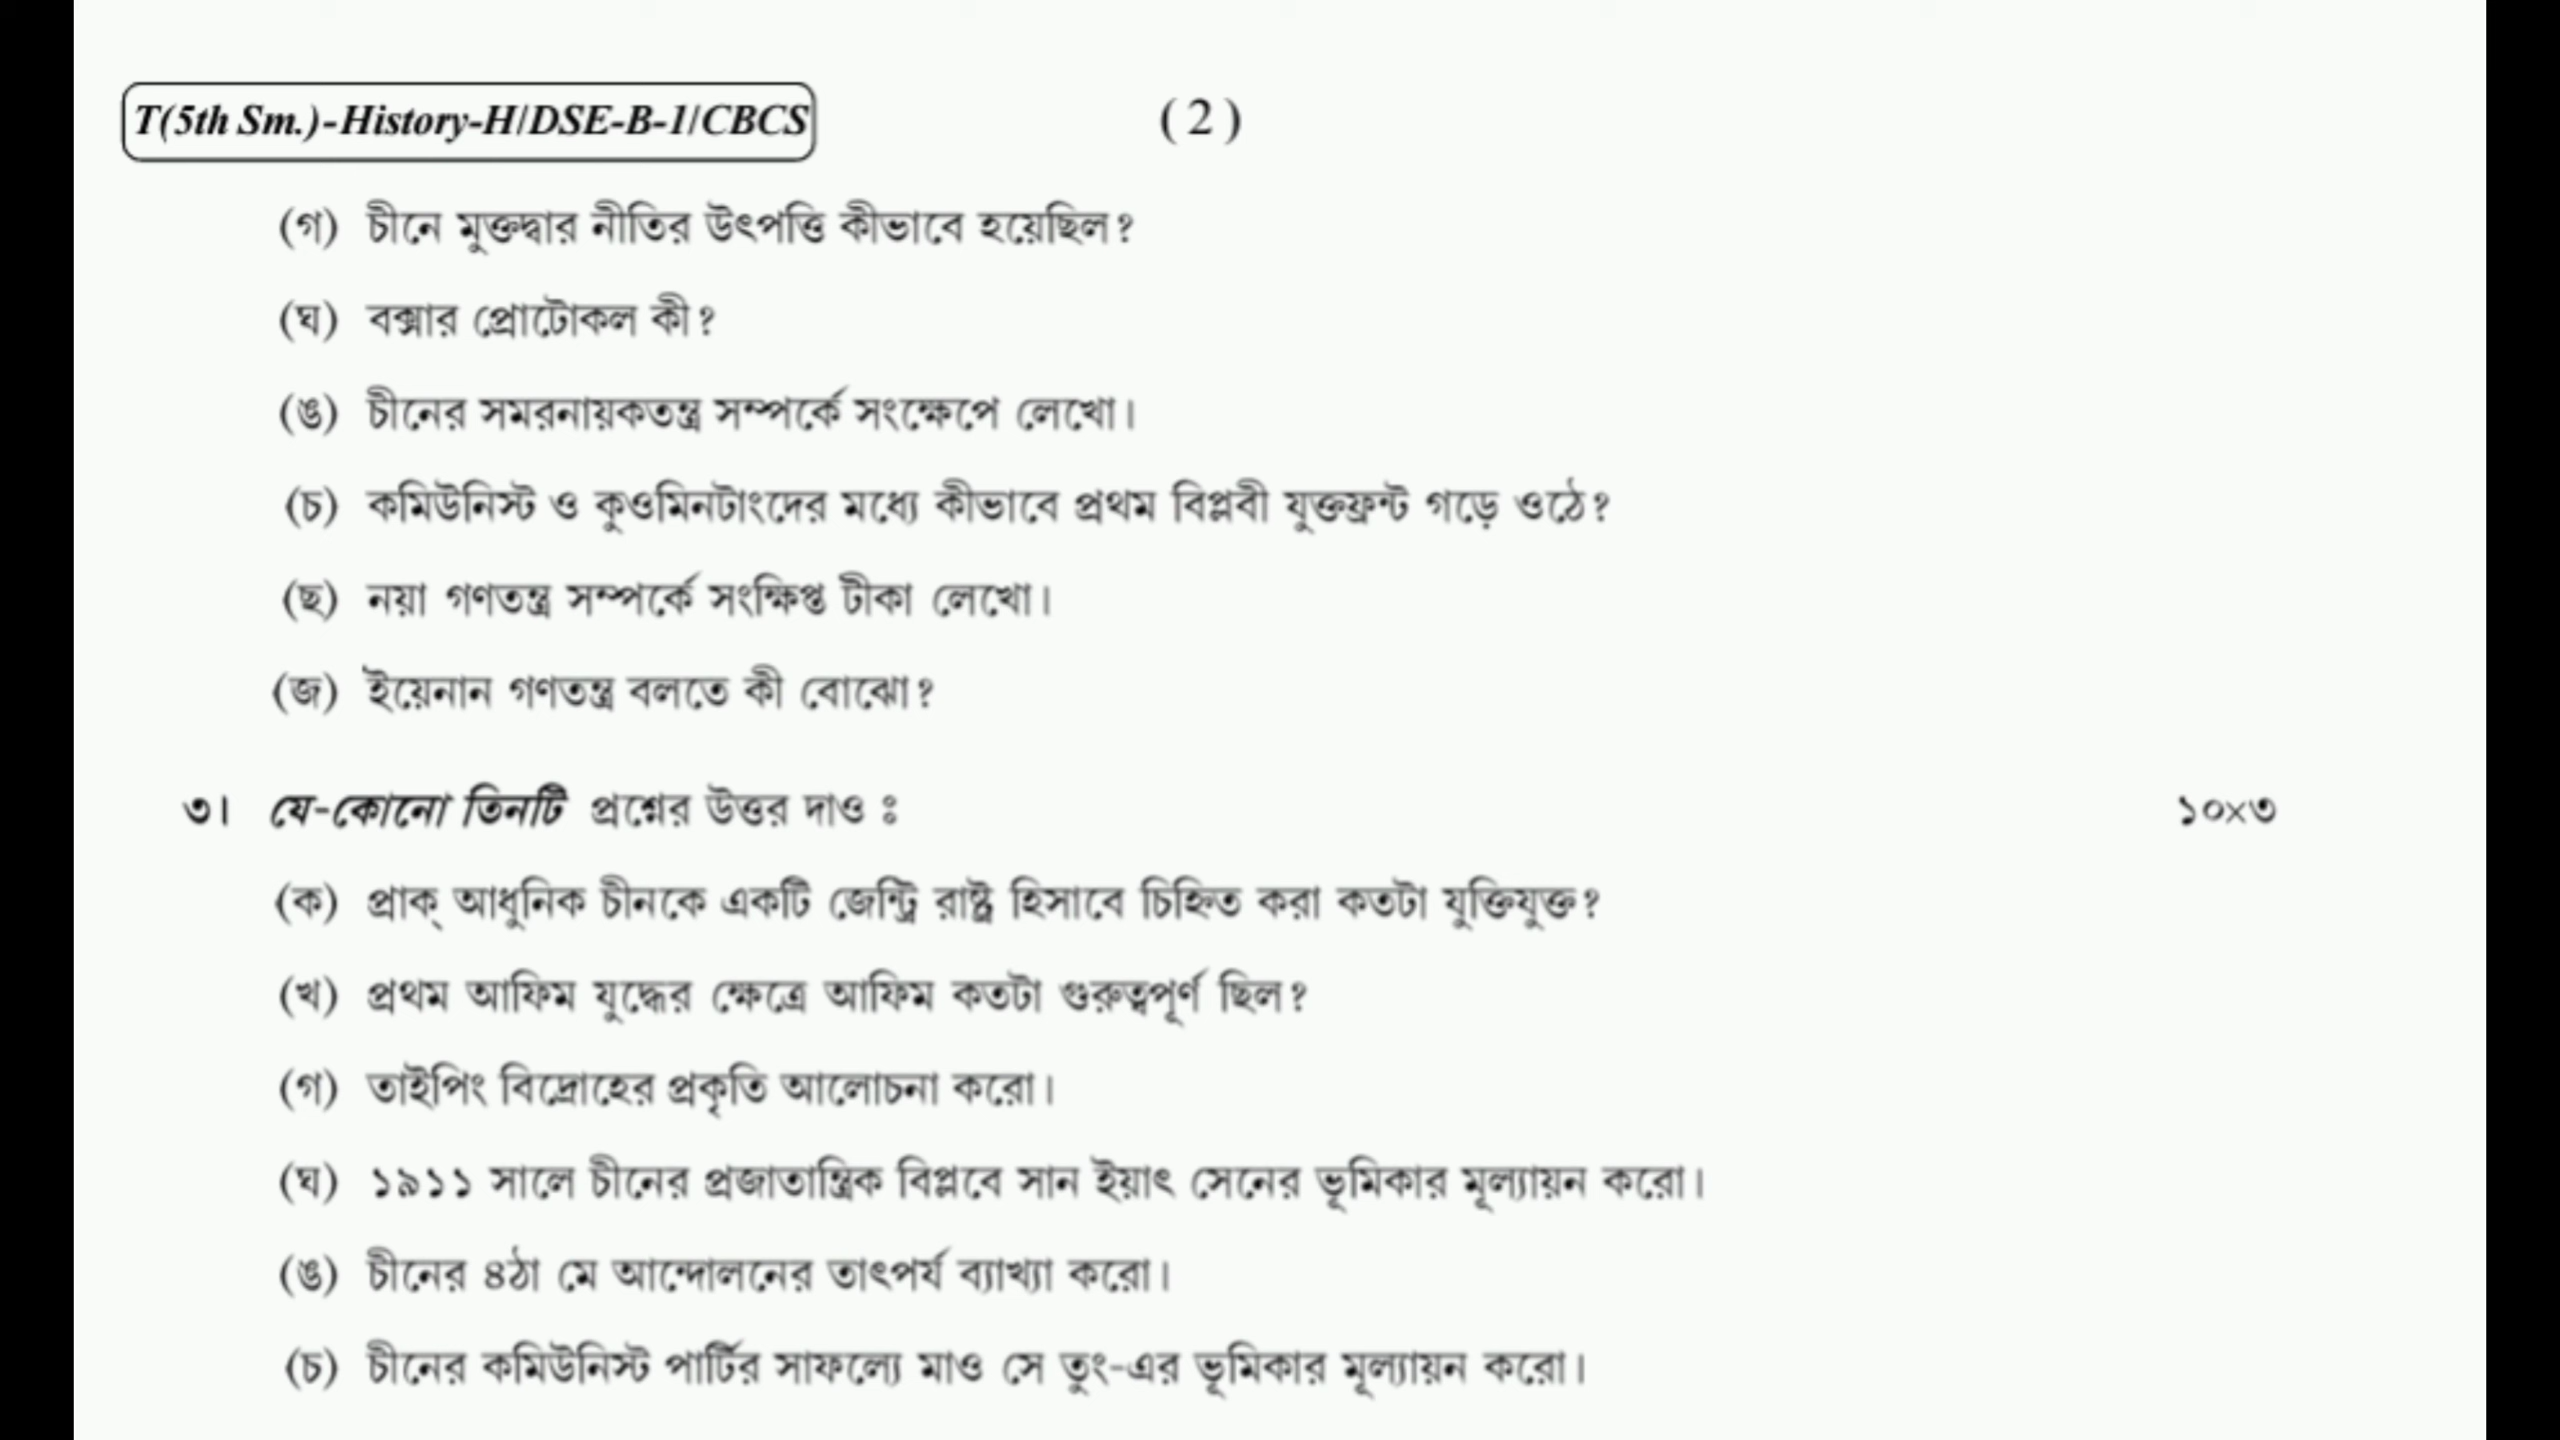 T(5th Sm.)-History-H/DSE-B-1/CBCS (2)
(গ) চীনে মুক্তদ্বার নীতির উৎপত্তি কীভাবে হয়েছিল?
(ঘ) বক্সার প্রোটোকল কী?
(ঙ) চীনের সমরনায়কতন্ত্র সম্পর্কে সংক্ষেপে লেখো।
(চ) কমিউনিস্ট ও কুওমিনটাংদের মধ্যে কীভাবে প্রথম বিপ্লবী যুক্তফ্রন্ট গড়ে ওঠে?
(ছ) নয়া গণতন্ত্র সম্পর্কে সংক্ষিপ্ত টীকা লেখো।
(জ) ইয়েনান গণতন্ত্র বলতে কী বোঝো?
৩। যে-কোনো তিনটি প্রশ্নের উত্তর দাও ঃ ১০×৩
(ক) প্রাক্ আধুনিক চীনকে একটি জেন্ট্রি রাষ্ট্র হিসাবে চিহ্নিত করা কতটা যুক্তিযুক্ত?
(খ) প্রথম আফিম যুদ্ধের ক্ষেত্রে আফিম কতটা গুরুত্বপূর্ণ ছিল?
(গ) তাইপিং বিদ্রোহের প্রকৃতি আলোচনা করো।
(ঘ) ১৯১১ সালে চীনের প্রজাতান্ত্রিক বিপ্লবে সান ইয়াৎ সেনের ভূমিকার মূল্যায়ন করো।
(ঙ) চীনের ৪ঠা মে আন্দোলনের তাৎপর্য ব্যাখ্যা করো।
(চ) চীনের কমিউনিস্ট পার্টির সাফল্যে মাও সে তুং-এর ভূমিকার মূল্যায়ন করো।